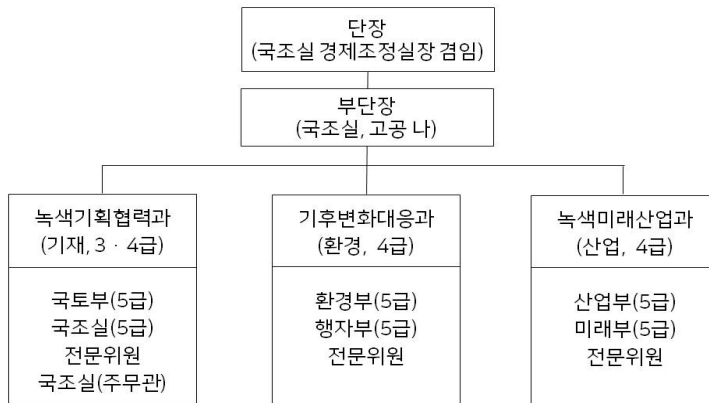 단장
(국조실 경제조정실장 겸임)
부단장
(국조실, 고공 나)
녹색기획협력과
(기재, 3 · 4급)
국토부(5급)
국조실(5급)
전문위원
국조실(주무관)
기후변화대응과
(환경, 4급)
환경부(5급)
행자부(5급)
전문위원
녹색미래산업과
(산업, 4급)
산업부(5급)
미래부(5급)
전문위원